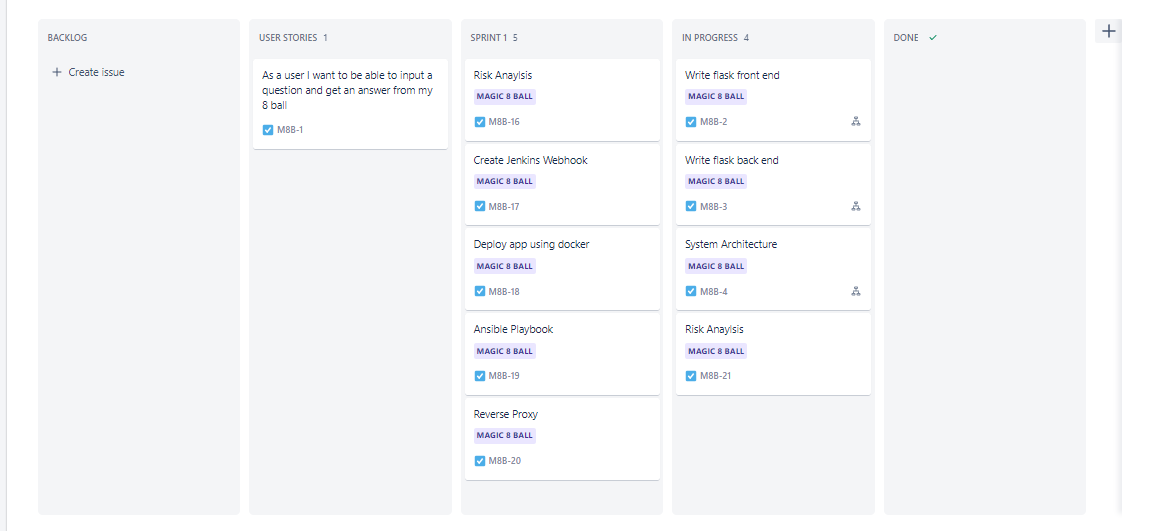 BACKLOG
Create issue
USER STORIES 1
As a user I want to be able to input a
question and get an answer from my
8 ball
M8B-1
SPRINT 1 5
Risk Anaylsis
MAGIC 8 BALL
M8B-16
Create Jenkins Webhook
MAGIC 8 BALL
M8B-17
Deploy app using docker
MAGIC 8 BALL
M8B-18
Ansible Playbook
MAGIC 8 BALL
M8B-19
Reverse Proxy
MAGIC 8 BALL
M8B-20
IN PROGRESS 4
Write flask front end
MAGIC 8 BALL
M8B-2
Write flask back end
MAGIC 8 BALL
M8B-3
System Architecture
MAGIC 8 BALL
M8B-4
Risk Anaylsis
MAGIC 8 BALL
M8B-21
DONE